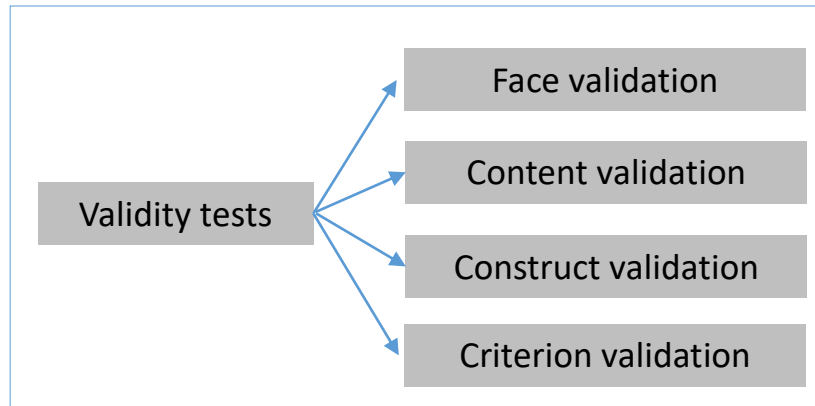 Face validation
Content validation
Validity tests
Construct validation
Criterion validation